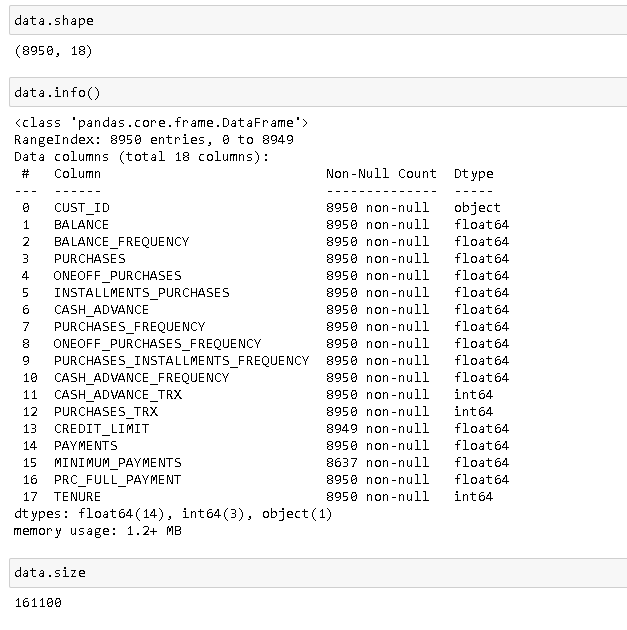 data.shape
(8950, 18)
data.info()
<class 'pandas.core.frame.DataFrame'>
RangeIndex: 8950 entries, 0 to 8949
Data columns (total 18 columns):
 #   Column                            Non-Null Count  Dtype
---  ------                            --------------  -----
 0   CUST_ID                           8950 non-null   object
 1   BALANCE                           8950 non-null   float64
 2   BALANCE_FREQUENCY                 8950 non-null   float64
 3   PURCHASES                         8950 non-null   float64
 4   ONEOFF_PURCHASES                  8950 non-null   float64
 5   INSTALLMENTS_PURCHASES            8950 non-null   float64
 6   CASH_ADVANCE                      8950 non-null   float64
 7   PURCHASES_FREQUENCY               8950 non-null   float64
 8   ONEOFF_PURCHASES_FREQUENCY        8950 non-null   float64
 9   PURCHASES_INSTALLMENTS_FREQUENCY  8950 non-null   float64
 10  CASH_ADVANCE_FREQUENCY            8950 non-null   float64
 11  CASH_ADVANCE_TRX                  8950 non-null   int64
 12  PURCHASES_TRX                     8950 non-null   int64
 13  CREDIT_LIMIT                      8949 non-null   float64
 14  PAYMENTS                          8950 non-null   float64
 15  MINIMUM_PAYMENTS                  8637 non-null   float64
 16  PRC_FULL_PAYMENT                  8950 non-null   float64
 17  TENURE                            8950 non-null   int64
dtypes: float64(14), int64(3), object(1)
memory usage: 1.2+ MB
data.size
161100